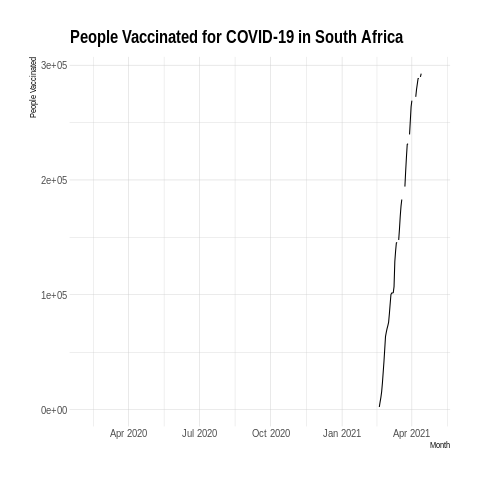 People Vaccinated for COVID-19 in South Africa
People Vaccinated
3e+05
2e+05
1e+05
0e+00
Apr 2020 Jul 2020 Oct 2020 Jan 2021 Apr 2021
Month